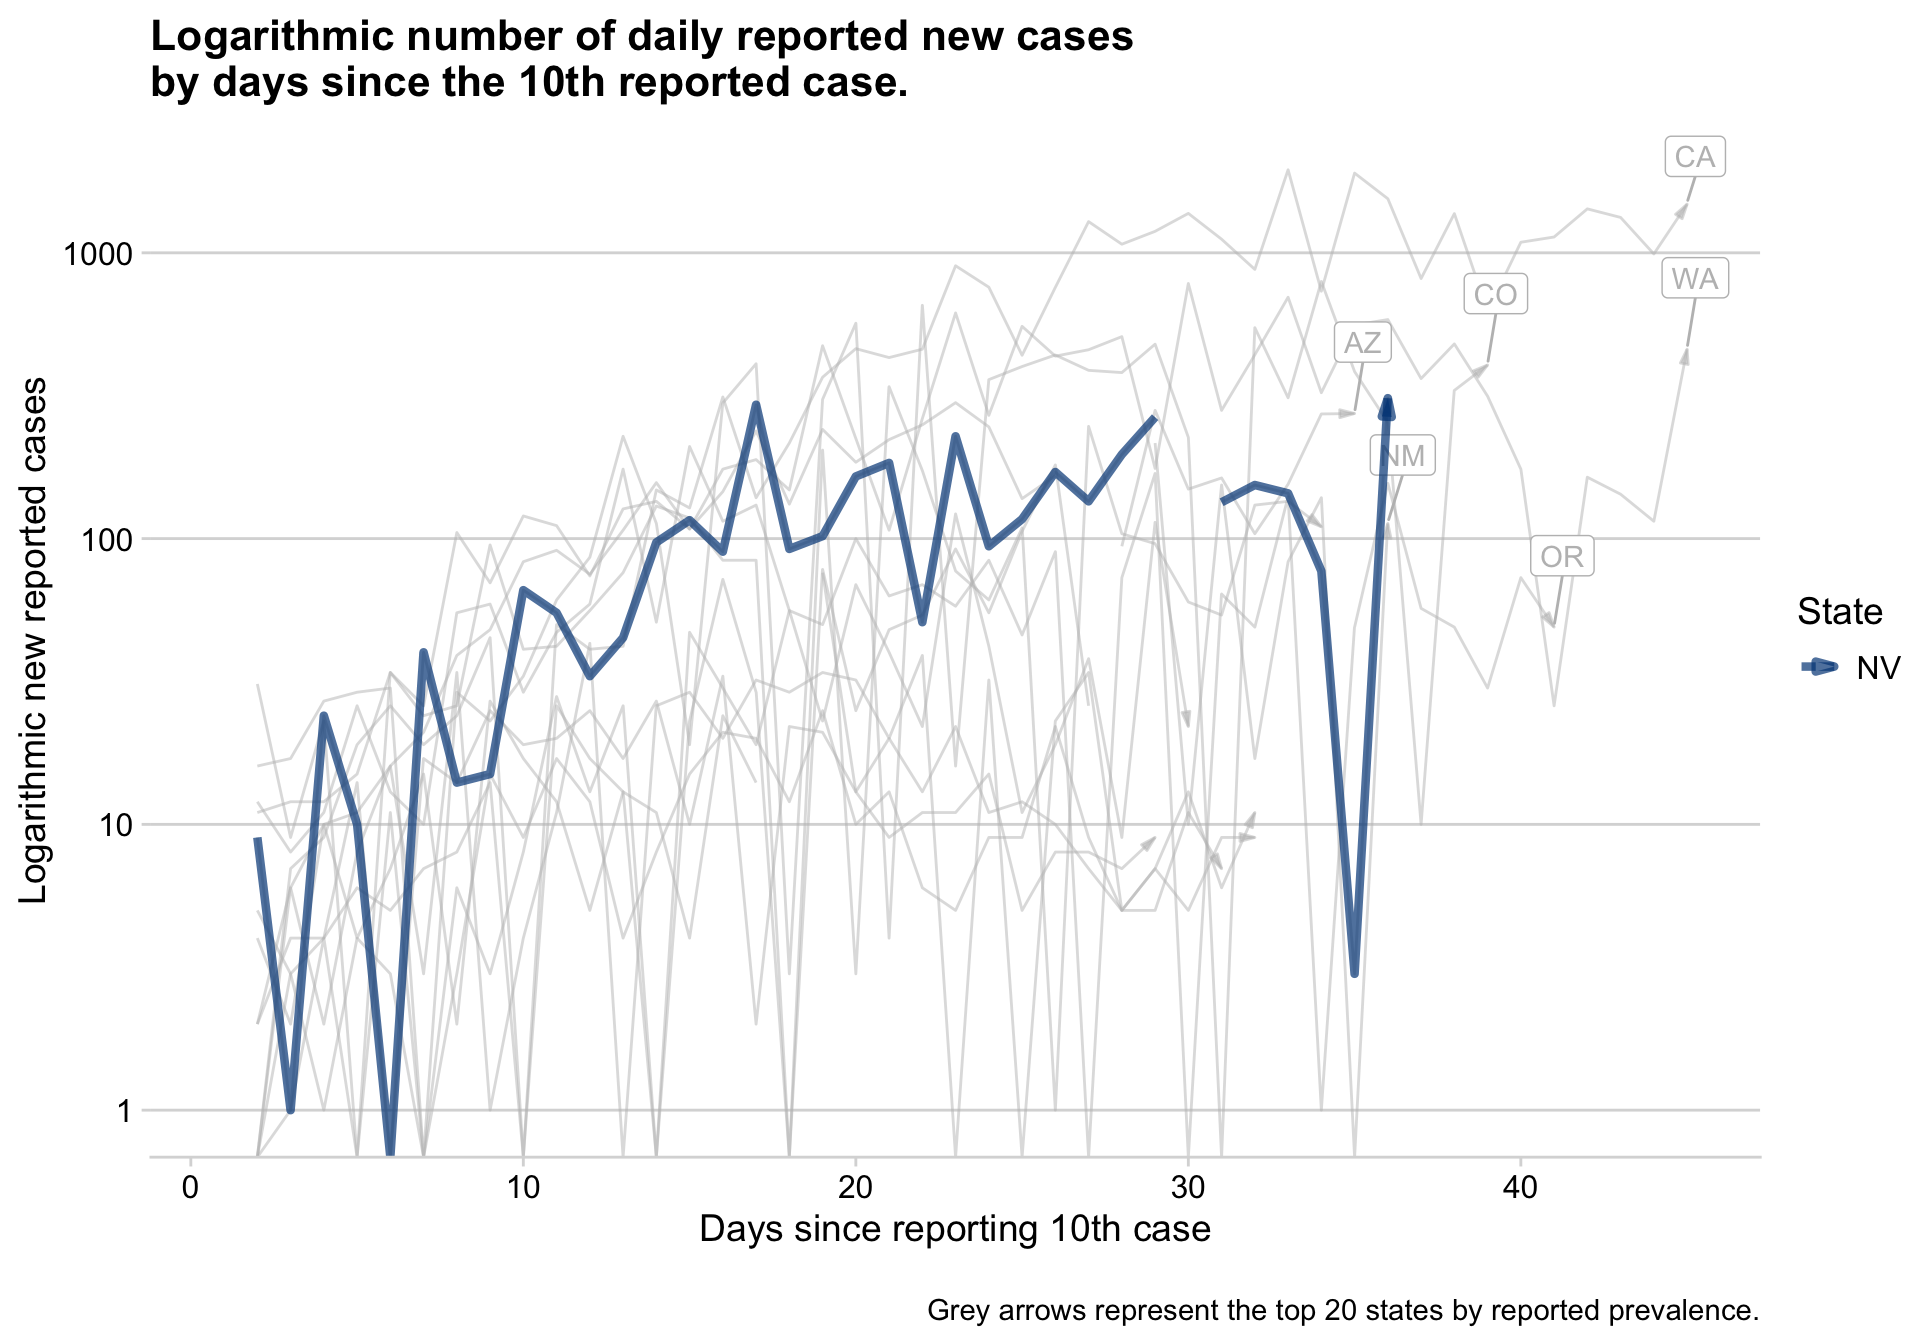 Logarithmic number of daily reported new cases
by days since the 10th reported case.
CA
WA
CO
AZ
NM
OR
1000
100
10
1
Logarithmic new reported cases
0 10 20 30 40
Days since reporting 10th case
State
NV
Grey arrows represent the top 20 states by reported prevalence.